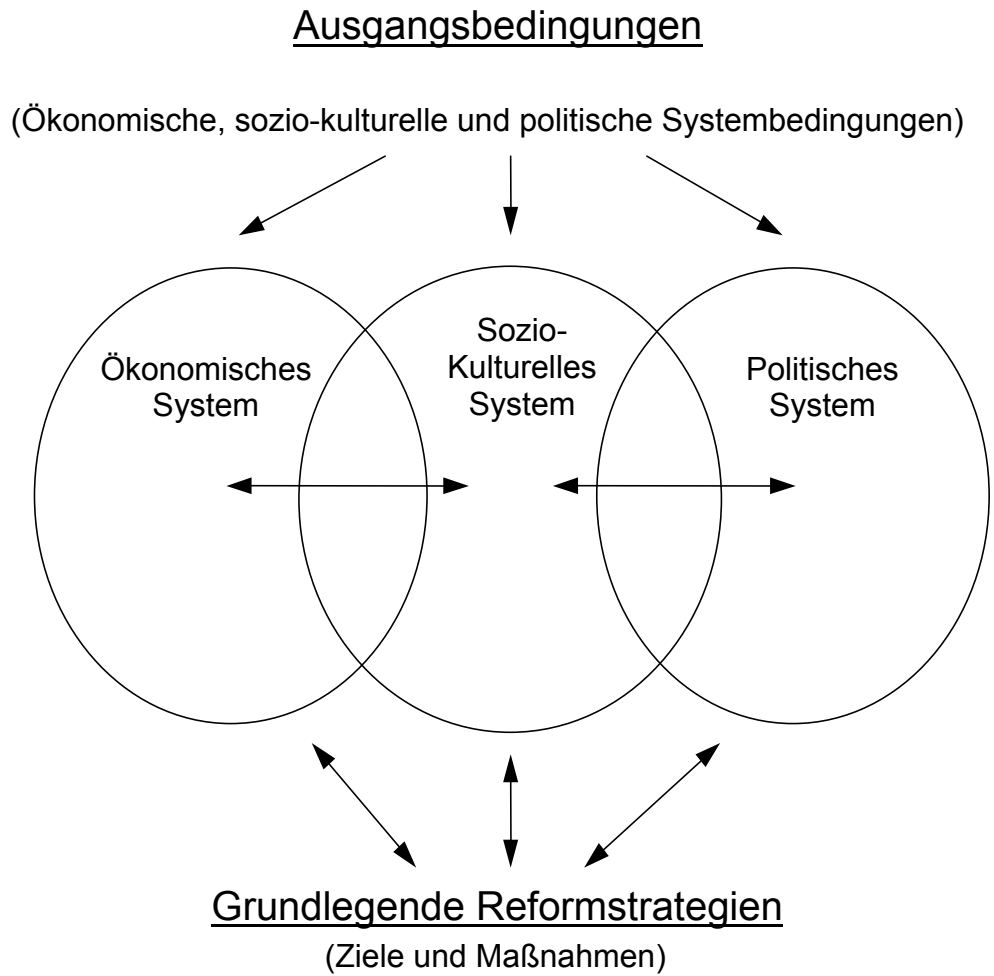 Ausgangsbedingungen
(Ökonomische, sozio-kulturelle und politische Systembedingungen)
Ökonomisches
System
Sozio-
Kulturelles
System
Politisches
System
Grundlegende Reformstrategien
(Ziele und Maßnahmen)